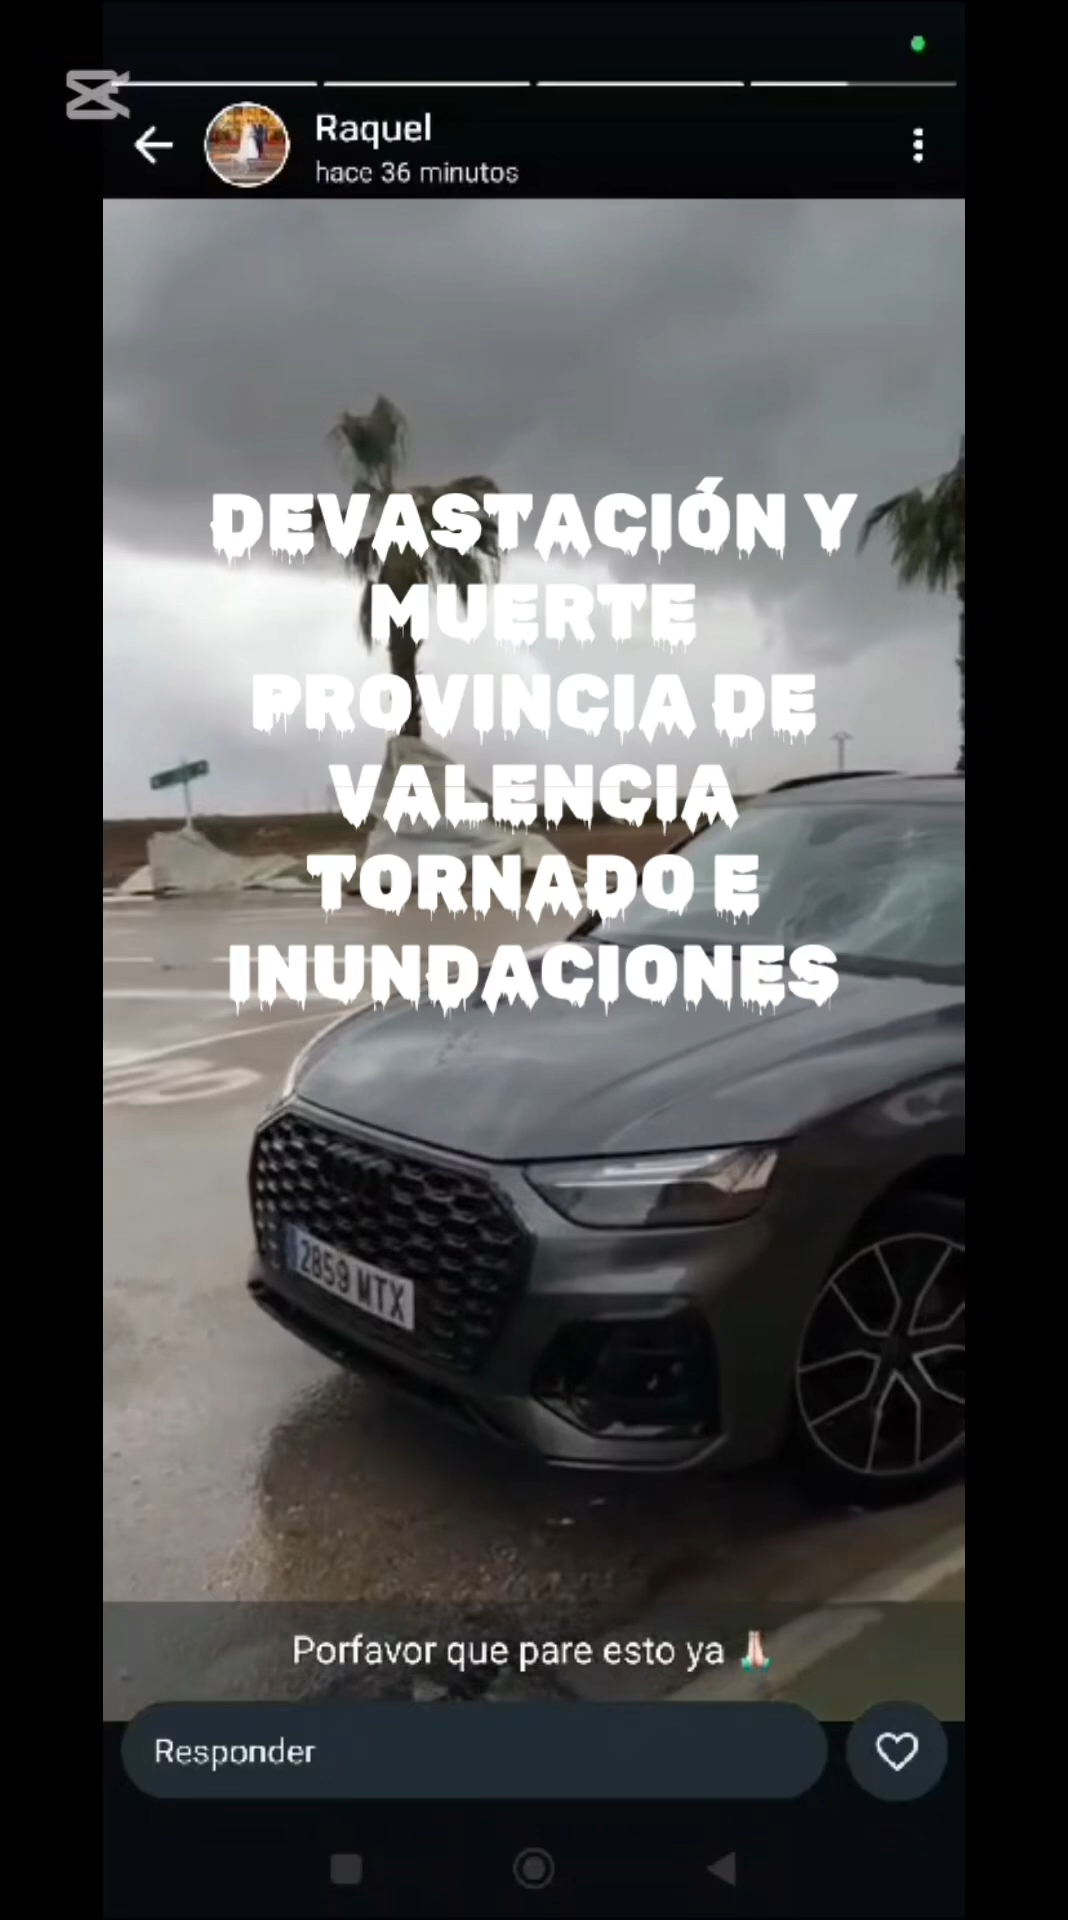 Raquel
hace 36 minutos
DEVASTACIÓN Y
MUERTE
PROVINCIA DE
VALENCIA
TORNADO E
INUNDACIONES
2859 MTX
Porfavor que pare esto ya 🙏🏻
Responder